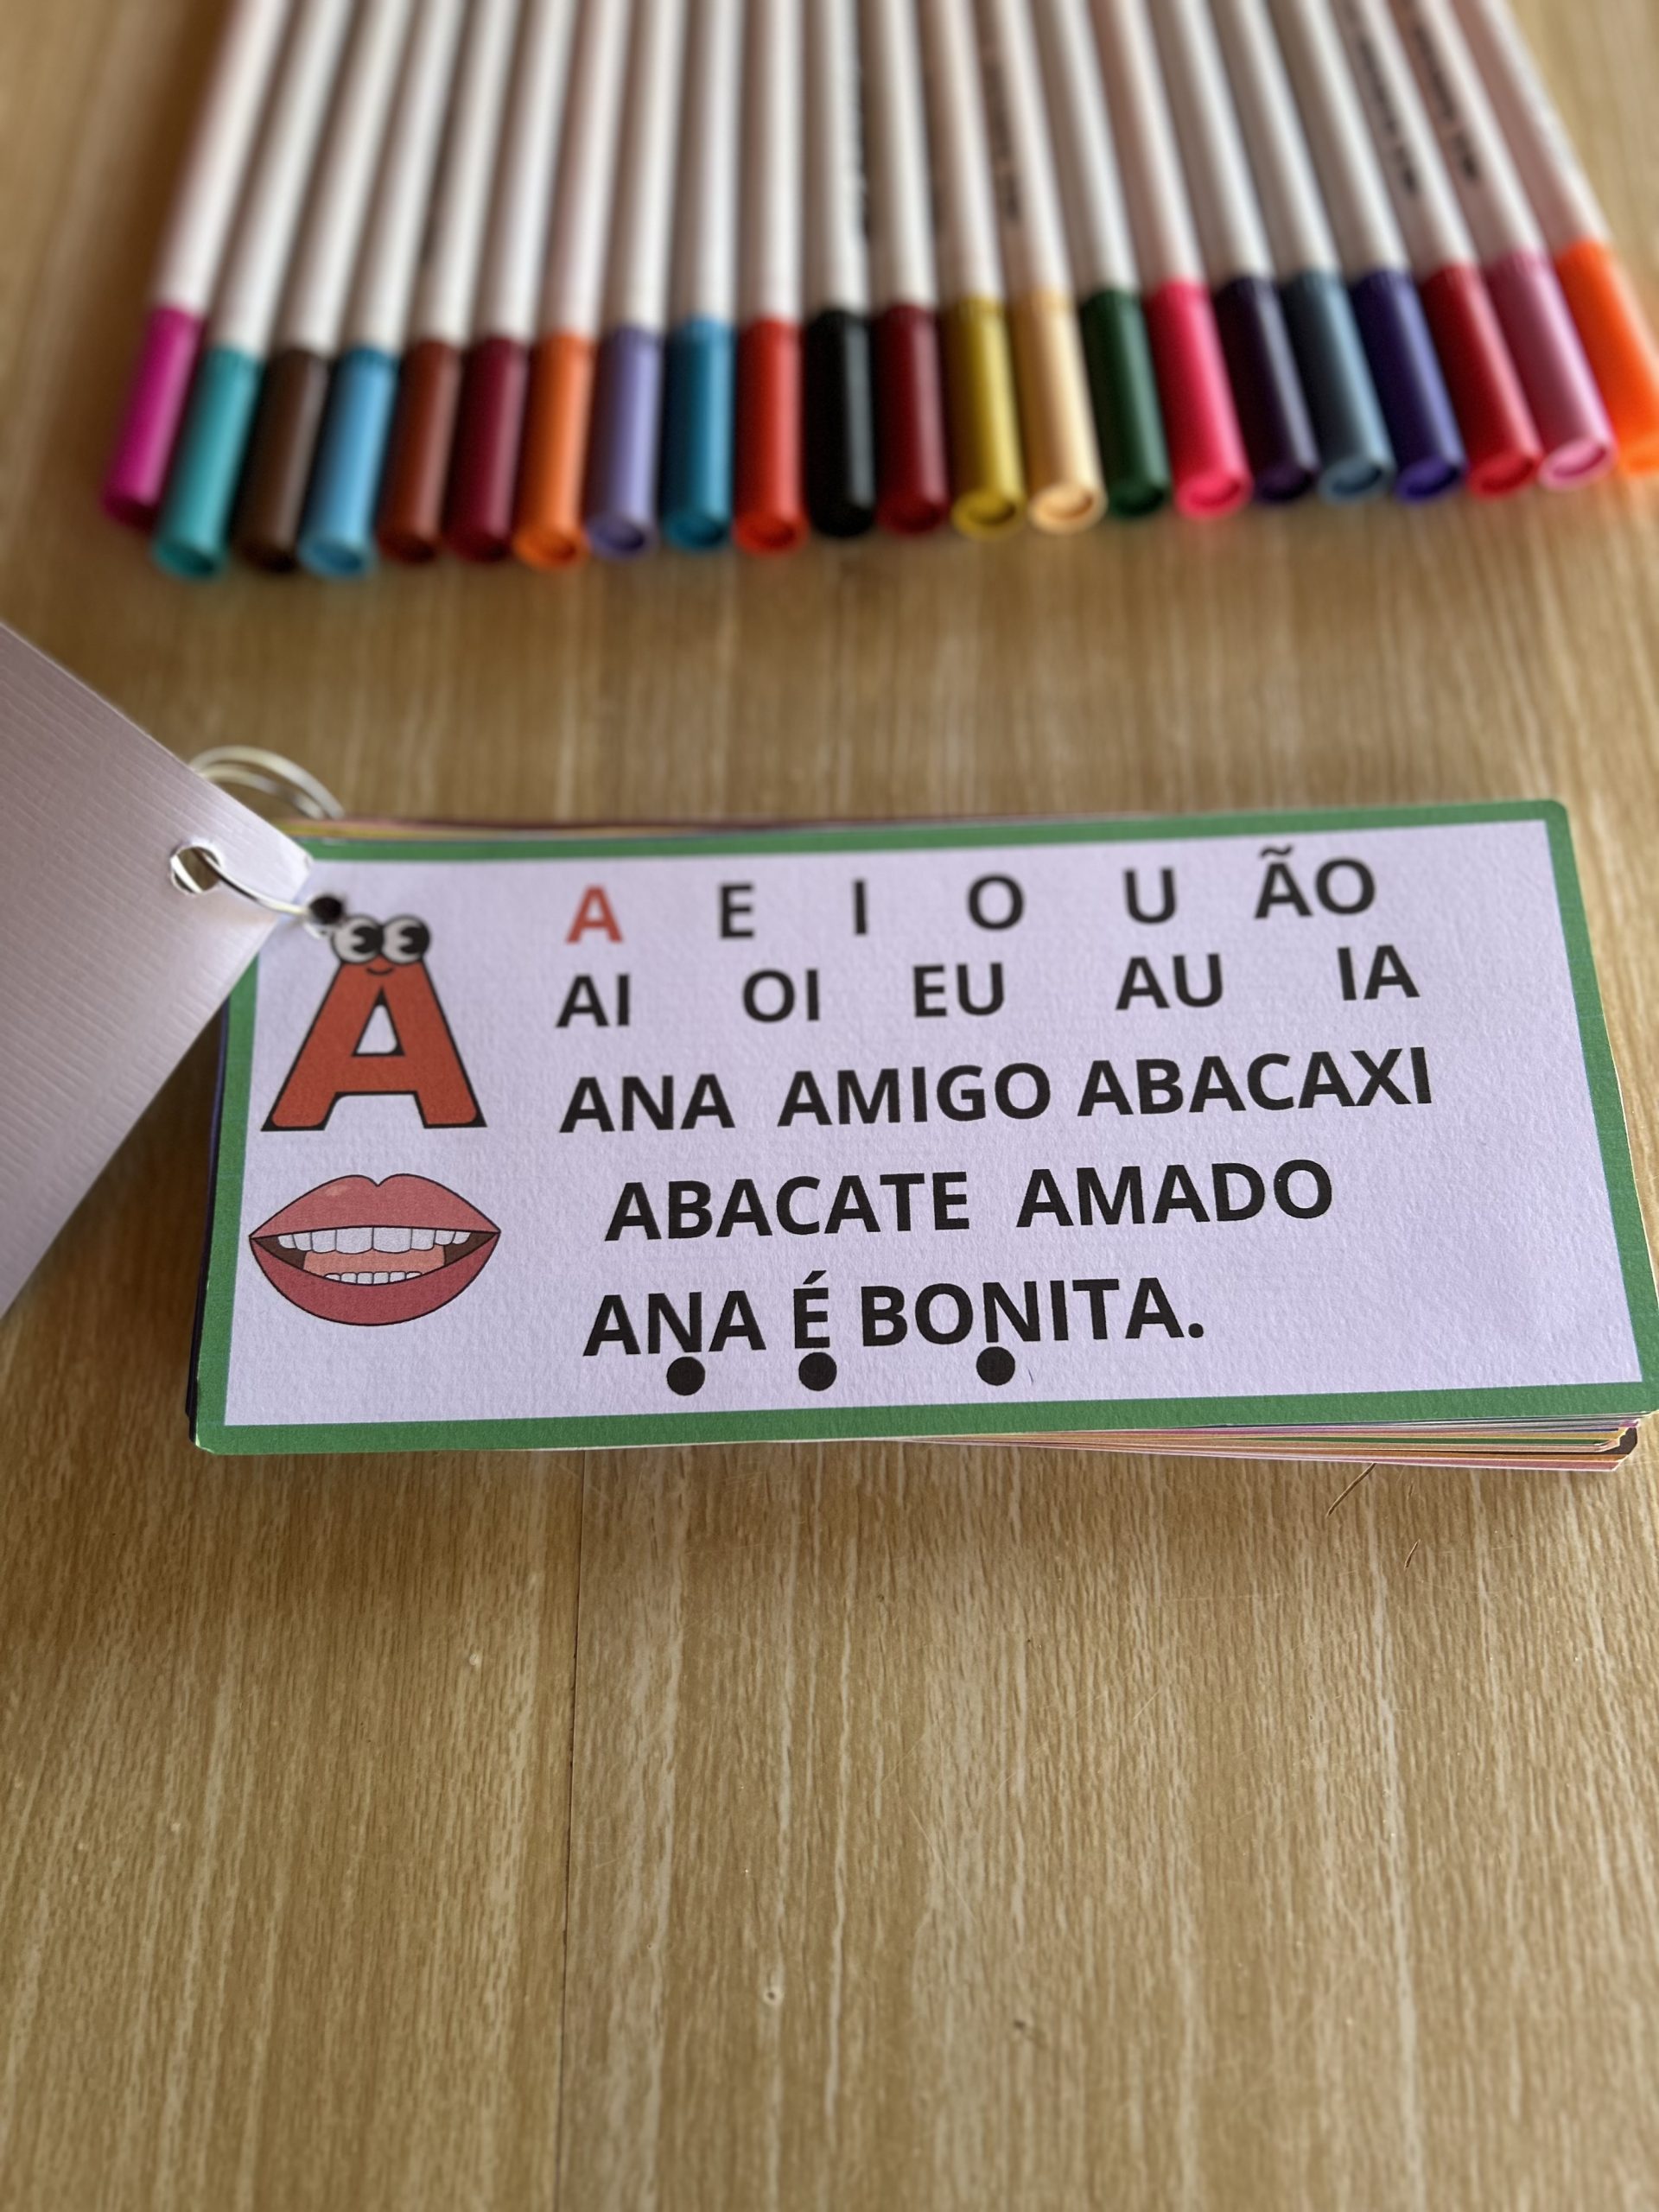 A
A E I O U ÃO
AI OI EU AU IA
ANA AMIGO ABACAXI
ABACATE AMADO
ANA É BONITA.